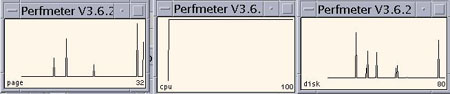 Perfmeter V3.6.2
page 32
Perfmeter V3.6.
cpu 100
Perfmeter V3.6.2
disk 80